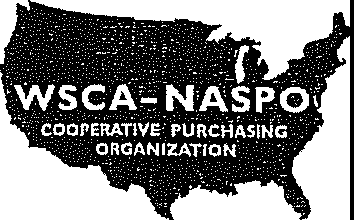 WSCA-NASPO
COOPERATIVE PURCHASING
ORGANIZATION